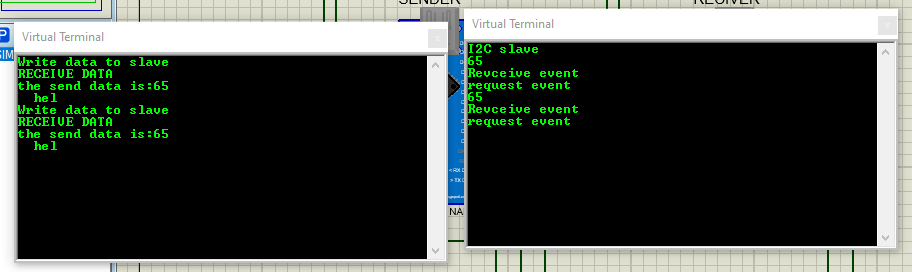 SENDER
RECIVER
Virtual Terminal
Write data to slave
RECEIVE DATA
the send data is:65
hel
Write data to slave
RECEIVE DATA
the send data is:65
hel
Virtual Terminal
I2C slave
65
Revceive event
request event
65
Revceive event
request event
NA